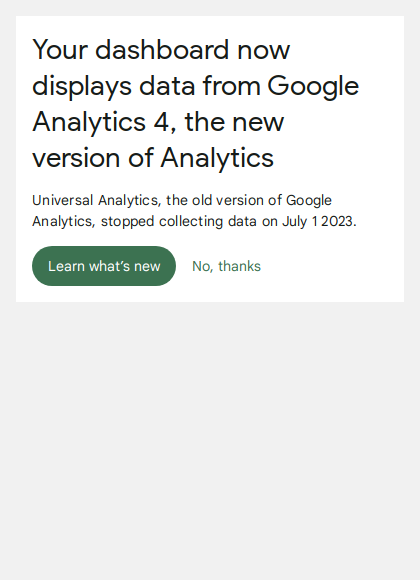 Your dashboard now
displays data from Google
Analytics 4, the new
version of Analytics
Universal Analytics, the old version of Google
Analytics, stopped collecting data on July 1 2023.
Learn what's new
No, thanks